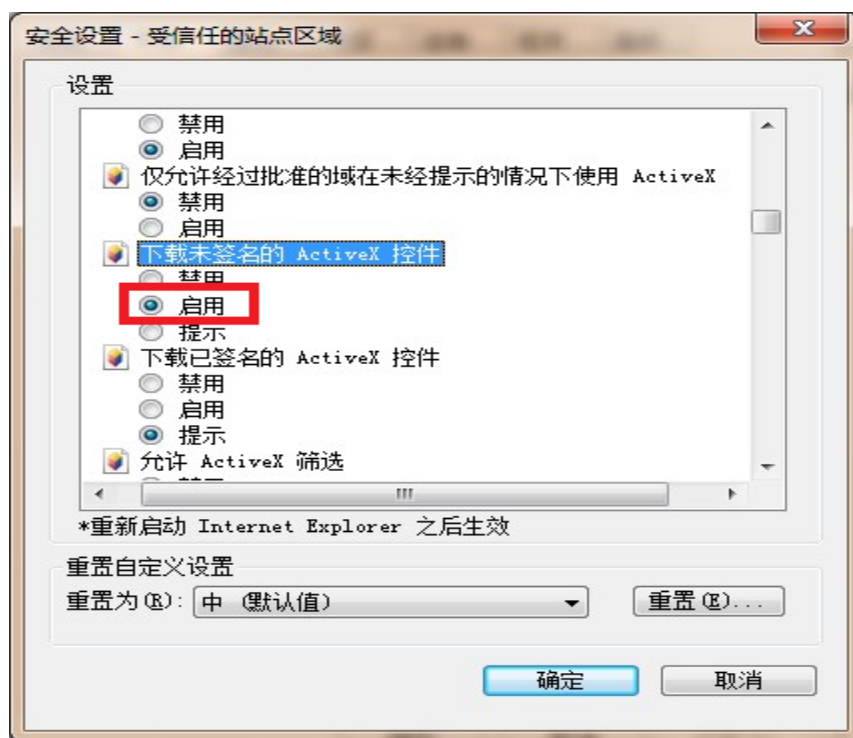 安全设置 - 受信任的站点区域
设置
禁用
启用
仅允许经过批准的域在未经提示的情况下使用 ActiveX
禁用
启用
下载未签名的 ActiveX 控件
禁用
启用
提示
下载已签名的 ActiveX 控件
禁用
启用
提示
允许 ActiveX 筛选
*重新启动 Internet Explorer 之后生效
重置自定义设置
重置为(R): 中 (默认值) 重置(E)...
确定 取消